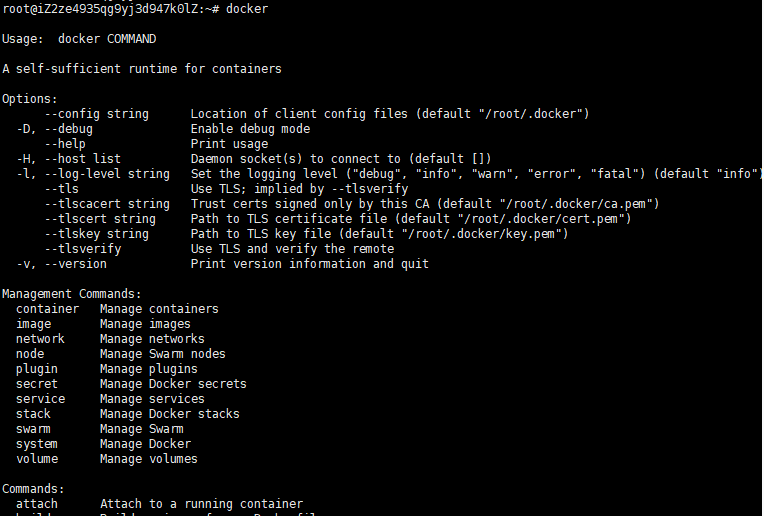 root@iZ2ze4935qg9yj3d947k0lZ:~# docker
Usage:  docker COMMAND
A self-sufficient runtime for containers
Options:
      --config string      Location of client config files (default "/root/.docker")
  -D, --debug              Enable debug mode
      --help               Print usage
  -H, --host list          Daemon socket(s) to connect to (default [])
  -l, --log-level string   Set the logging level ("debug", "info", "warn", "error", "fatal") (default "info")
      --tls                Use TLS; implied by --tlsverify
      --tlscacert string   Trust certs signed only by this CA (default "/root/.docker/ca.pem")
      --tlscert string     Path to TLS certificate file (default "/root/.docker/cert.pem")
      --tlskey string      Path to TLS key file (default "/root/.docker/key.pem")
      --tlsverify          Use TLS and verify the remote
  -v, --version            Print version information and quit
Management Commands:
  container   Manage containers
  image       Manage images
  network     Manage networks
  node        Manage Swarm nodes
  plugin      Manage plugins
  secret      Manage Docker secrets
  service     Manage services
  stack       Manage Docker stacks
  swarm       Manage Swarm
  system      Manage Docker
  volume      Manage volumes
Commands:
  attach      Attach to a running container